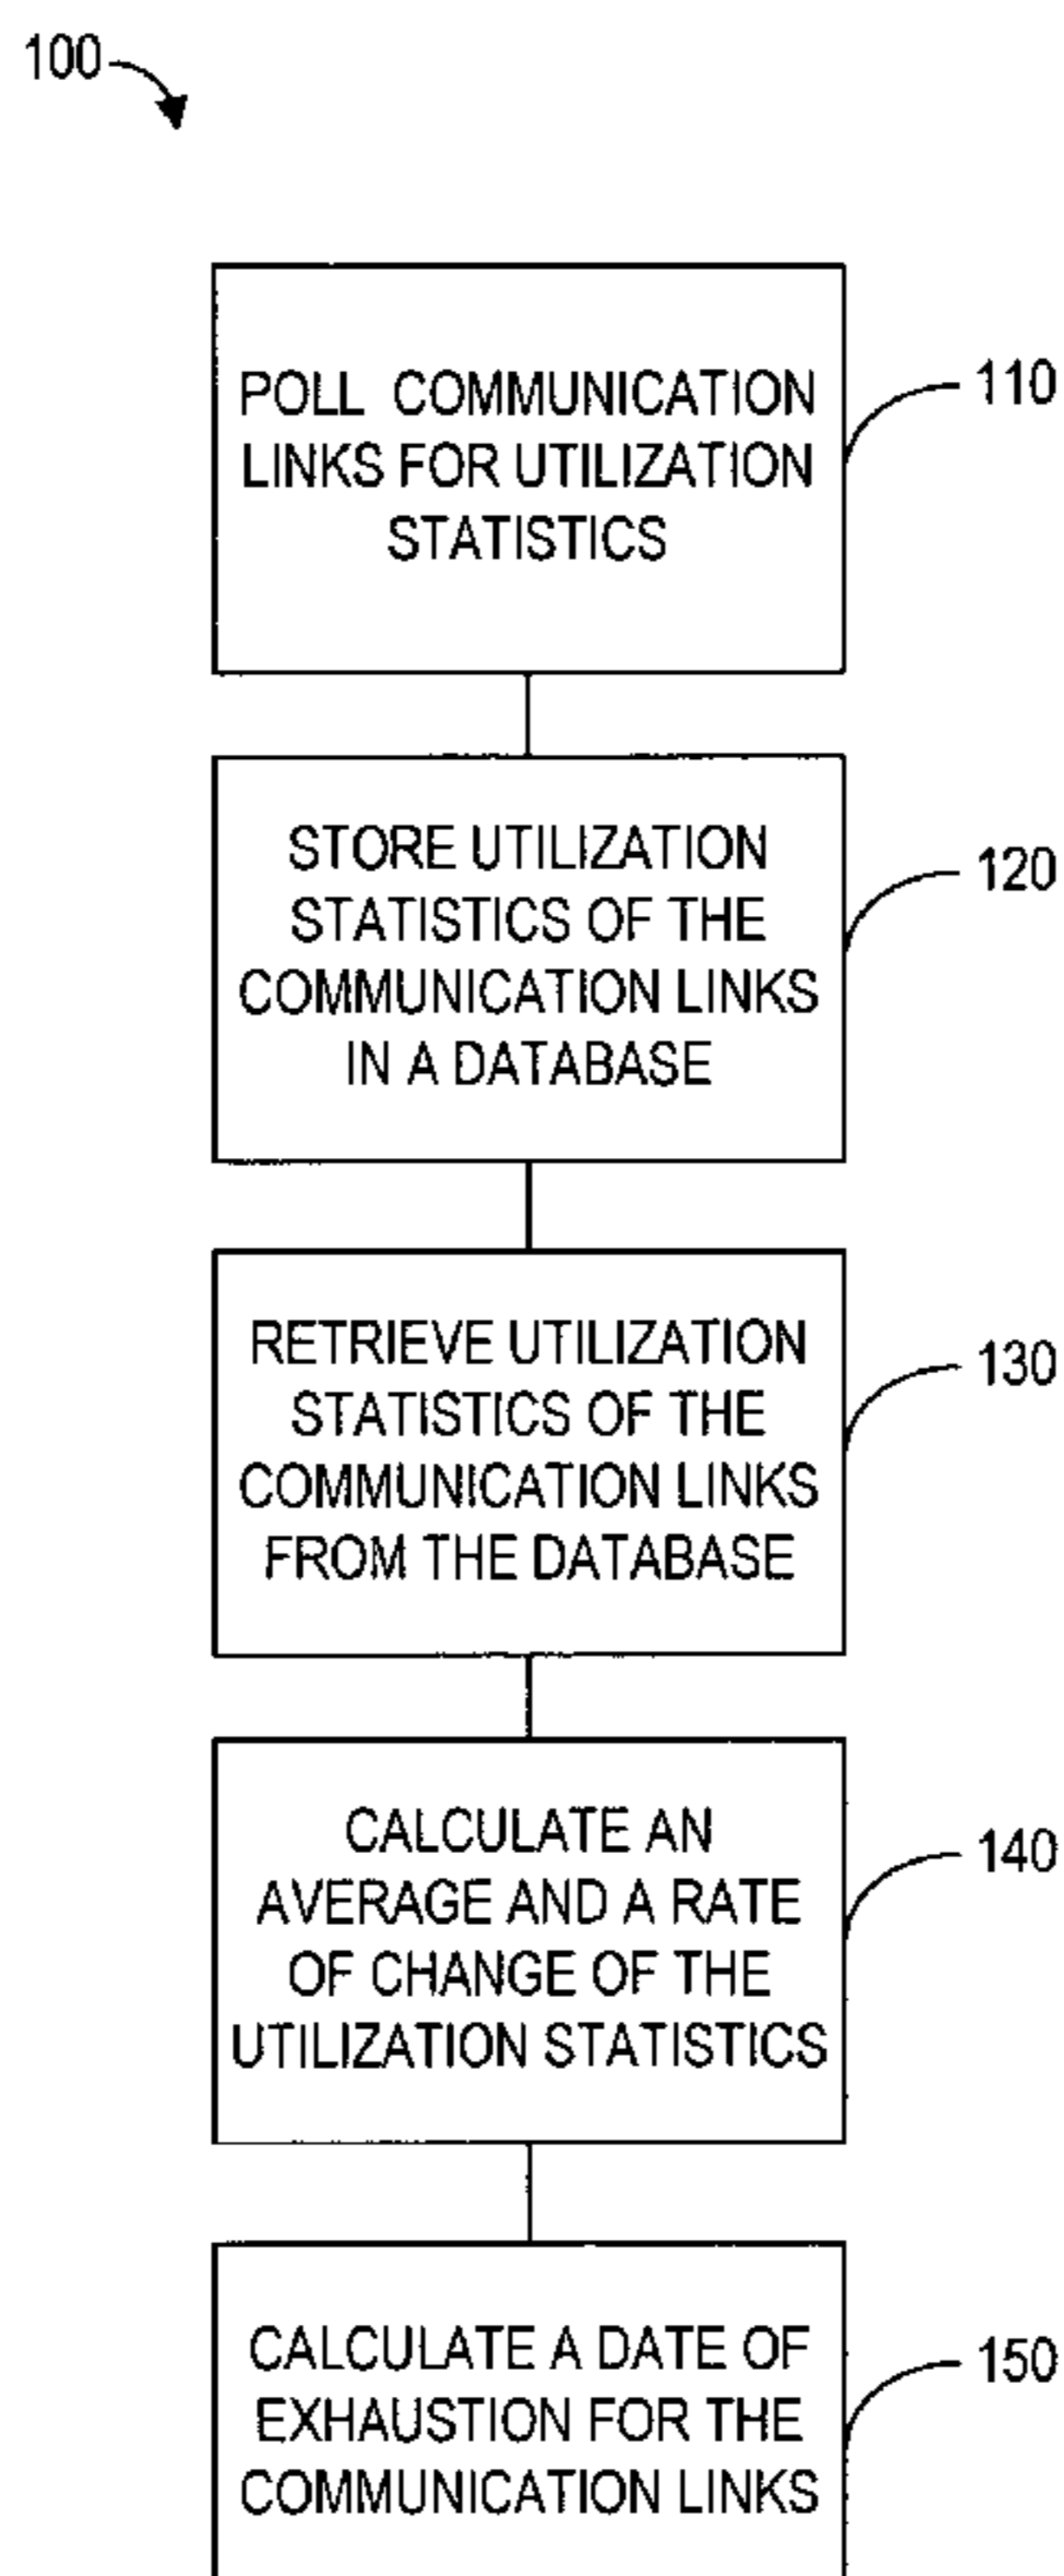 100
POLL COMMUNICATION
LINKS FOR UTILIZATION
STATISTICS
110
STORE UTILIZATION
STATISTICS OF THE
COMMUNICATION LINKS
IN A DATABASE
120
RETRIEVE UTILIZATION
STATISTICS OF THE
COMMUNICATION LINKS
FROM THE DATABASE
130
CALCULATE AN
AVERAGE AND A RATE
OF CHANGE OF THE
UTILIZATION STATISTICS
140
CALCULATE A DATE OF
EXHAUSTION FOR THE
COMMUNICATION LINKS
150